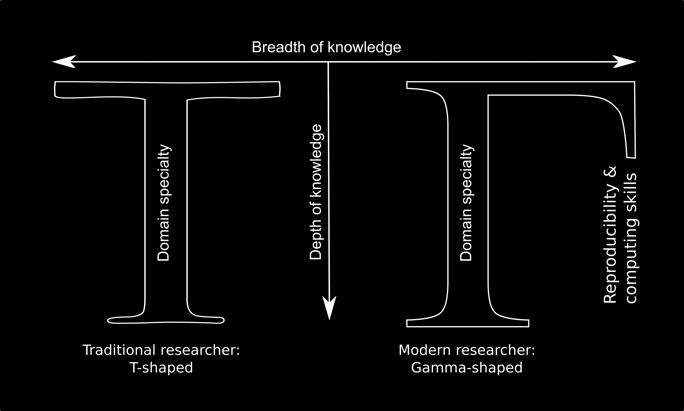 Breadth of knowledge
Domain specialty
Depth of knowledge
Domain specialty
Reproducibility &
computing skills
Traditional researcher:
T-shaped
Modern researcher:
Gamma-shaped